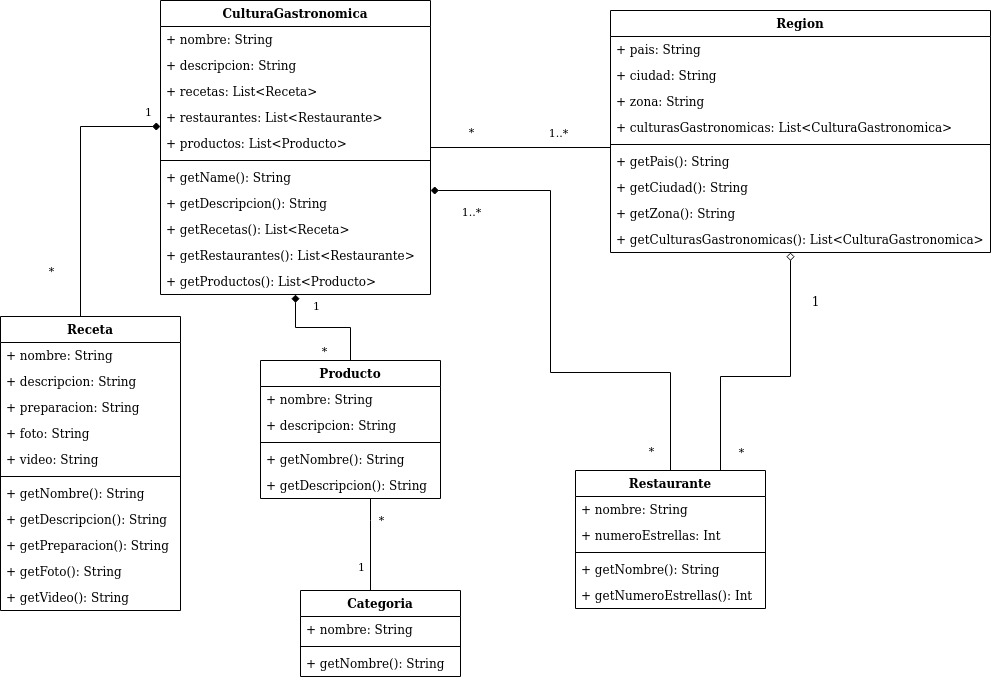 CulturaGastronomica
+ nombre: String
+ descripcion: String
+ recetas: List<Receta>
+ restaurantes: List<Restaurante>
+ productos: List<Producto>
+ getName(): String
+ getDescripcion(): String
+ getRecetas(): List<Receta>
+ getRestaurantes(): List<Restaurante>
+ getProductos(): List<Producto>
Region
+ pais: String
+ ciudad: String
+ zona: String
+ culturasGastronomicas: List<CulturaGastronomica>
+ getPais(): String
+ getCiudad(): String
+ getZona(): String
+ getCulturasGastronomicas(): List<CulturaGastronomica>
1
*
*
1..*
1..*
*
1
*
1
*
Receta
+ nombre: String
+ descripcion: String
+ preparacion: String
+ foto: String
+ video: String
+ getNombre(): String
+ getDescripcion(): String
+ getPreparacion(): String
+ getFoto(): String
+ getVideo(): String
Producto
+ nombre: String
+ descripcion: String
+ getNombre(): String
+ getDescripcion(): String
*
1
Categoria
+ nombre: String
+ getNombre(): String
Restaurante
+ nombre: String
+ numeroEstrellas: Int
+ getNombre(): String
+ getNumeroEstrellas(): Int